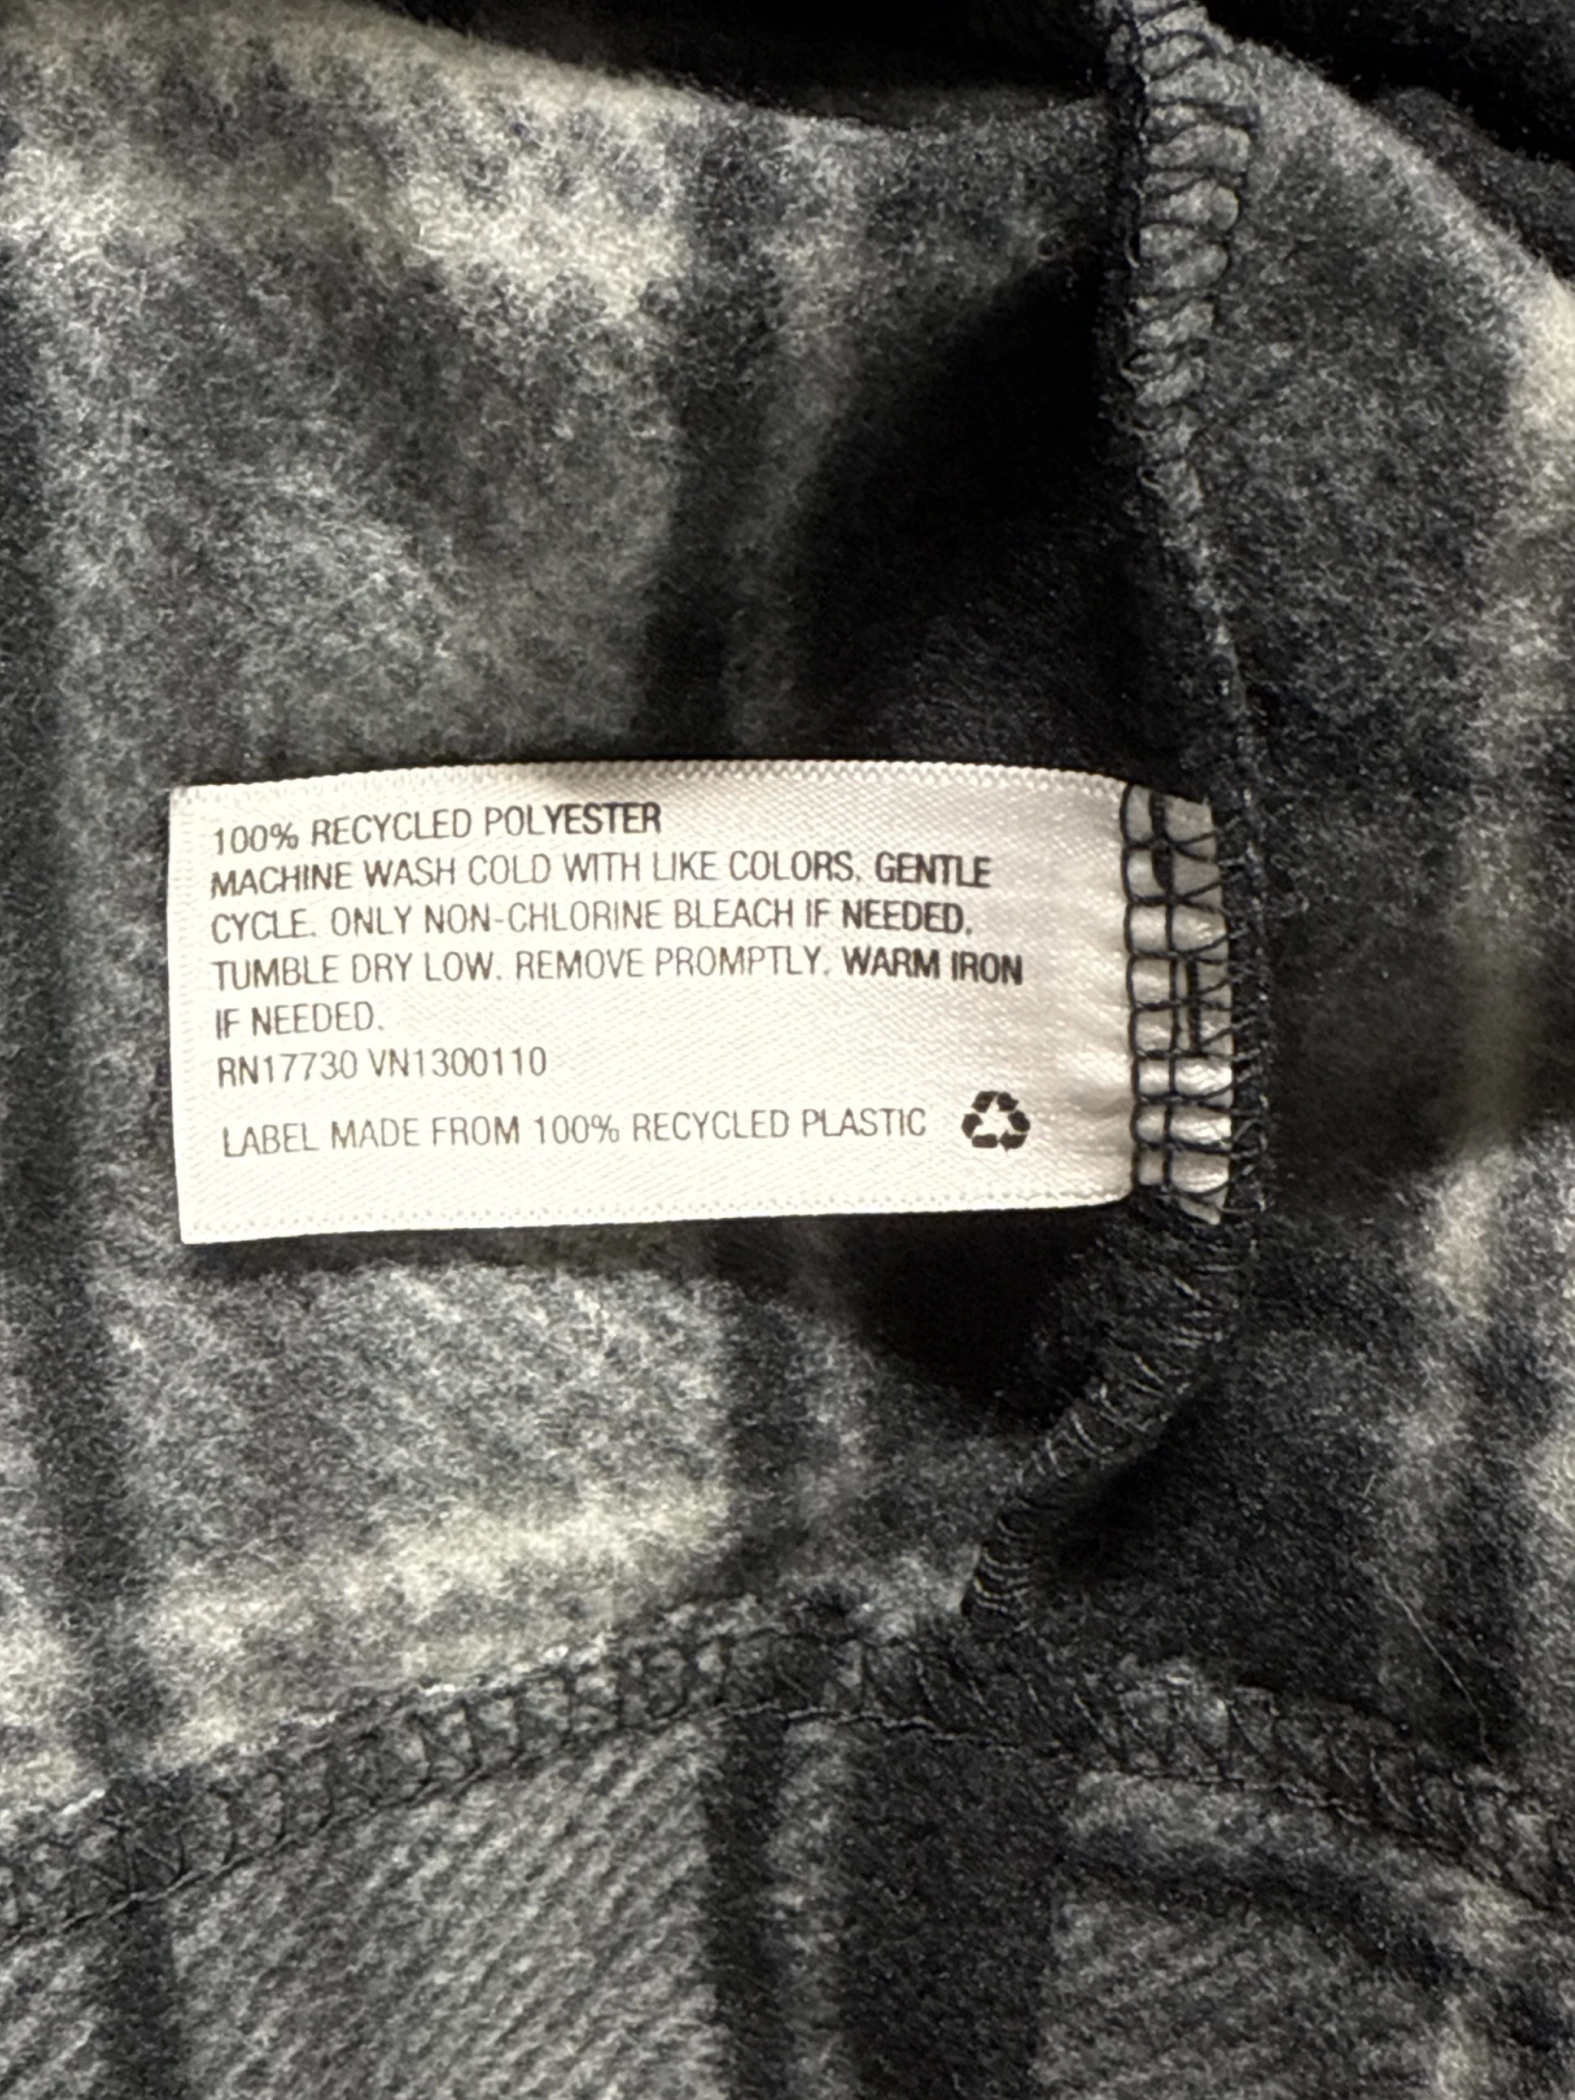 100% RECYCLED POLYESTER
MACHINE WASH COLD WITH LIKE COLORS. GENTLE
CYCLE. ONLY NON-CHLORINE BLEACH IF NEEDED.
TUMBLE DRY LOW. REMOVE PROMPTLY. WARM IRON
IF NEEDED.
RN17730 VN1300110
LABEL MADE FROM 100% RECYCLED PLASTIC